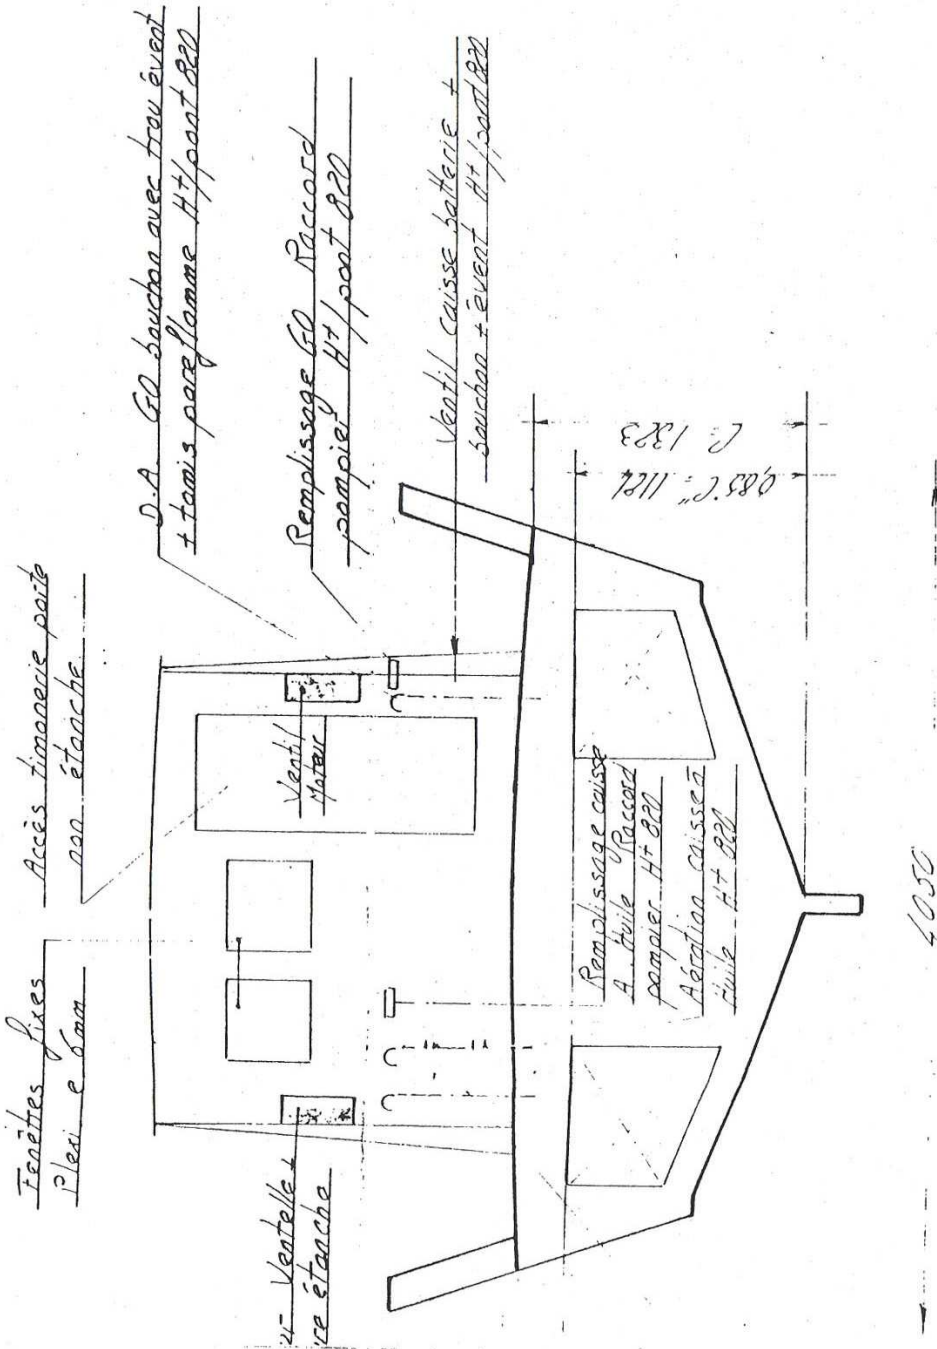 Fenêtres fixes
Plexi e 6mm
Accès timonerie porte
non étanche
D.A. GO bouchon avec trou évent
+ tamis pareflamme Ht/pont 820
Remplissage GO Raccord
pompier Ht/pont 820
Ventil caisse batterie +
bouchon + évent Ht/pont 820
Ventil
Moteur
Ventelle +
re étanche
Remplissage caisse
A. Huile Raccord
pompier Ht 820
Aération caisse à
Huile Ht 820
C= 1323
0,85 C"= 1124
4050